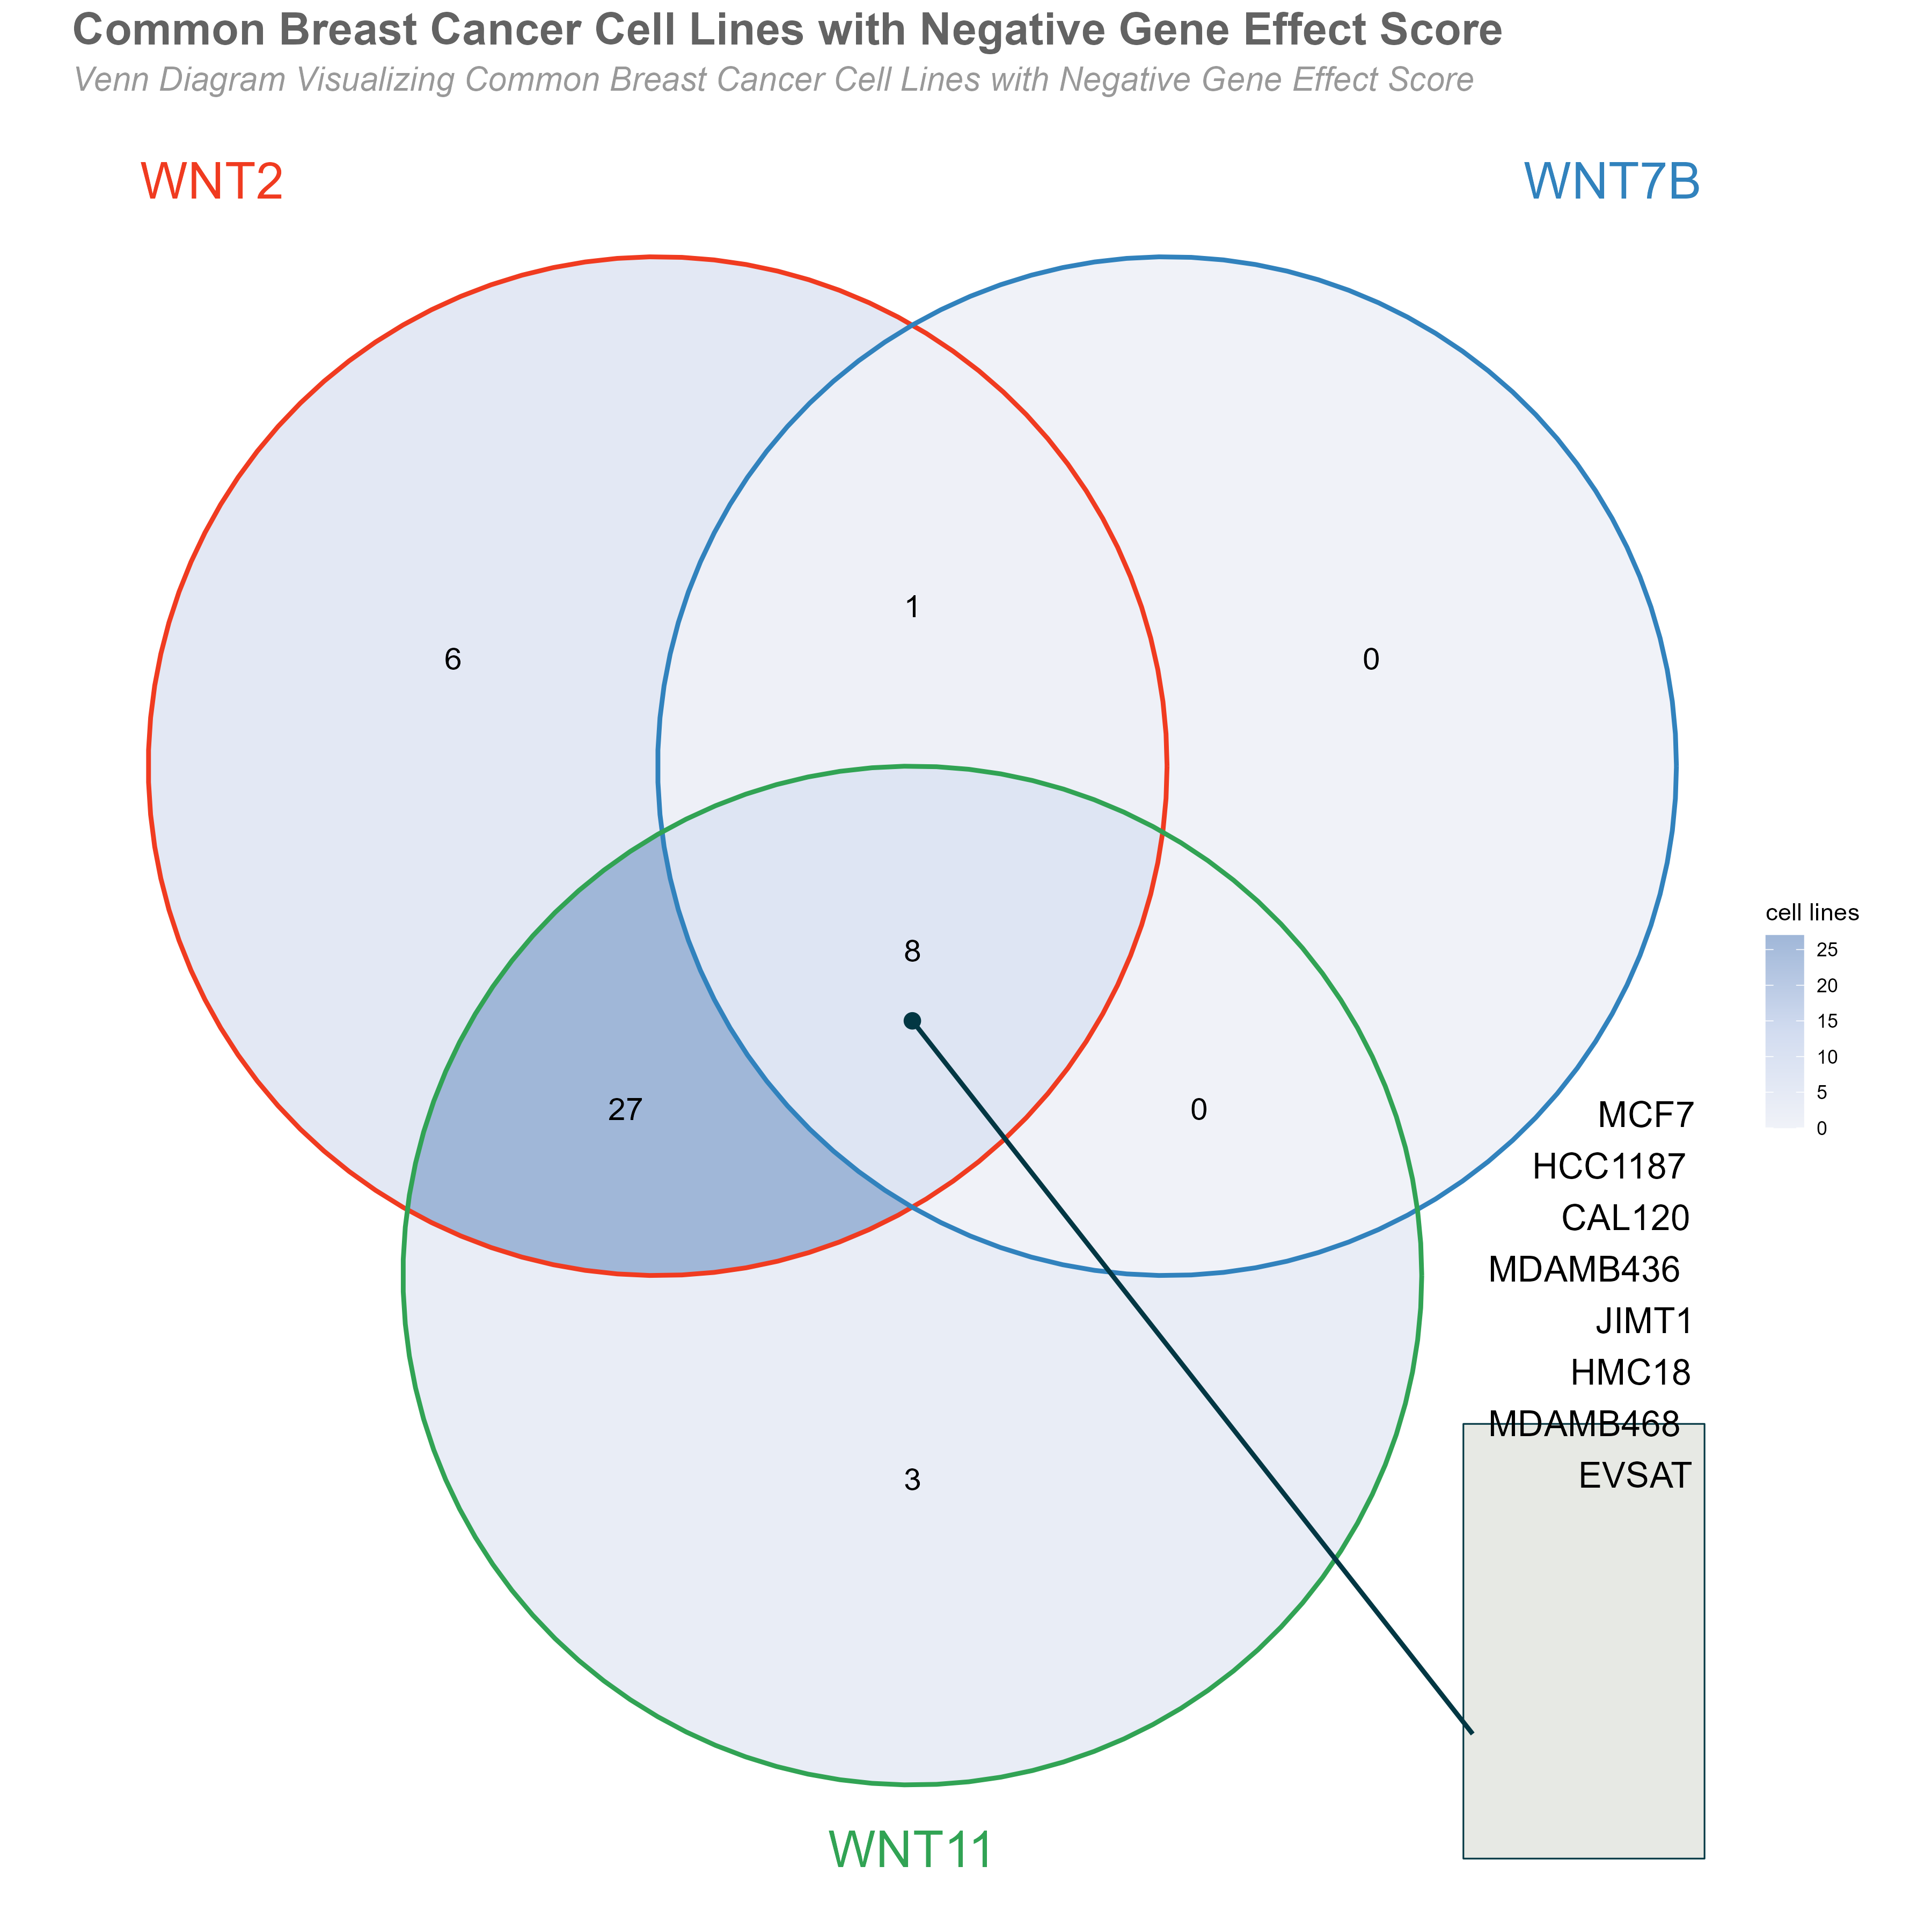 Common Breast Cancer Cell Lines with Negative Gene Effect Score
Venn Diagram Visualizing Common Breast Cancer Cell Lines with Negative Gene Effect Score
WNT2
WNT7B
1
6
0
8
27
0
3
WNT11
cell lines
25
20
15
10
5
0
MCF7
HCC1187
CAL120
MDAMB436
JIMT1
HMC18
MDAMB468
EVSAT